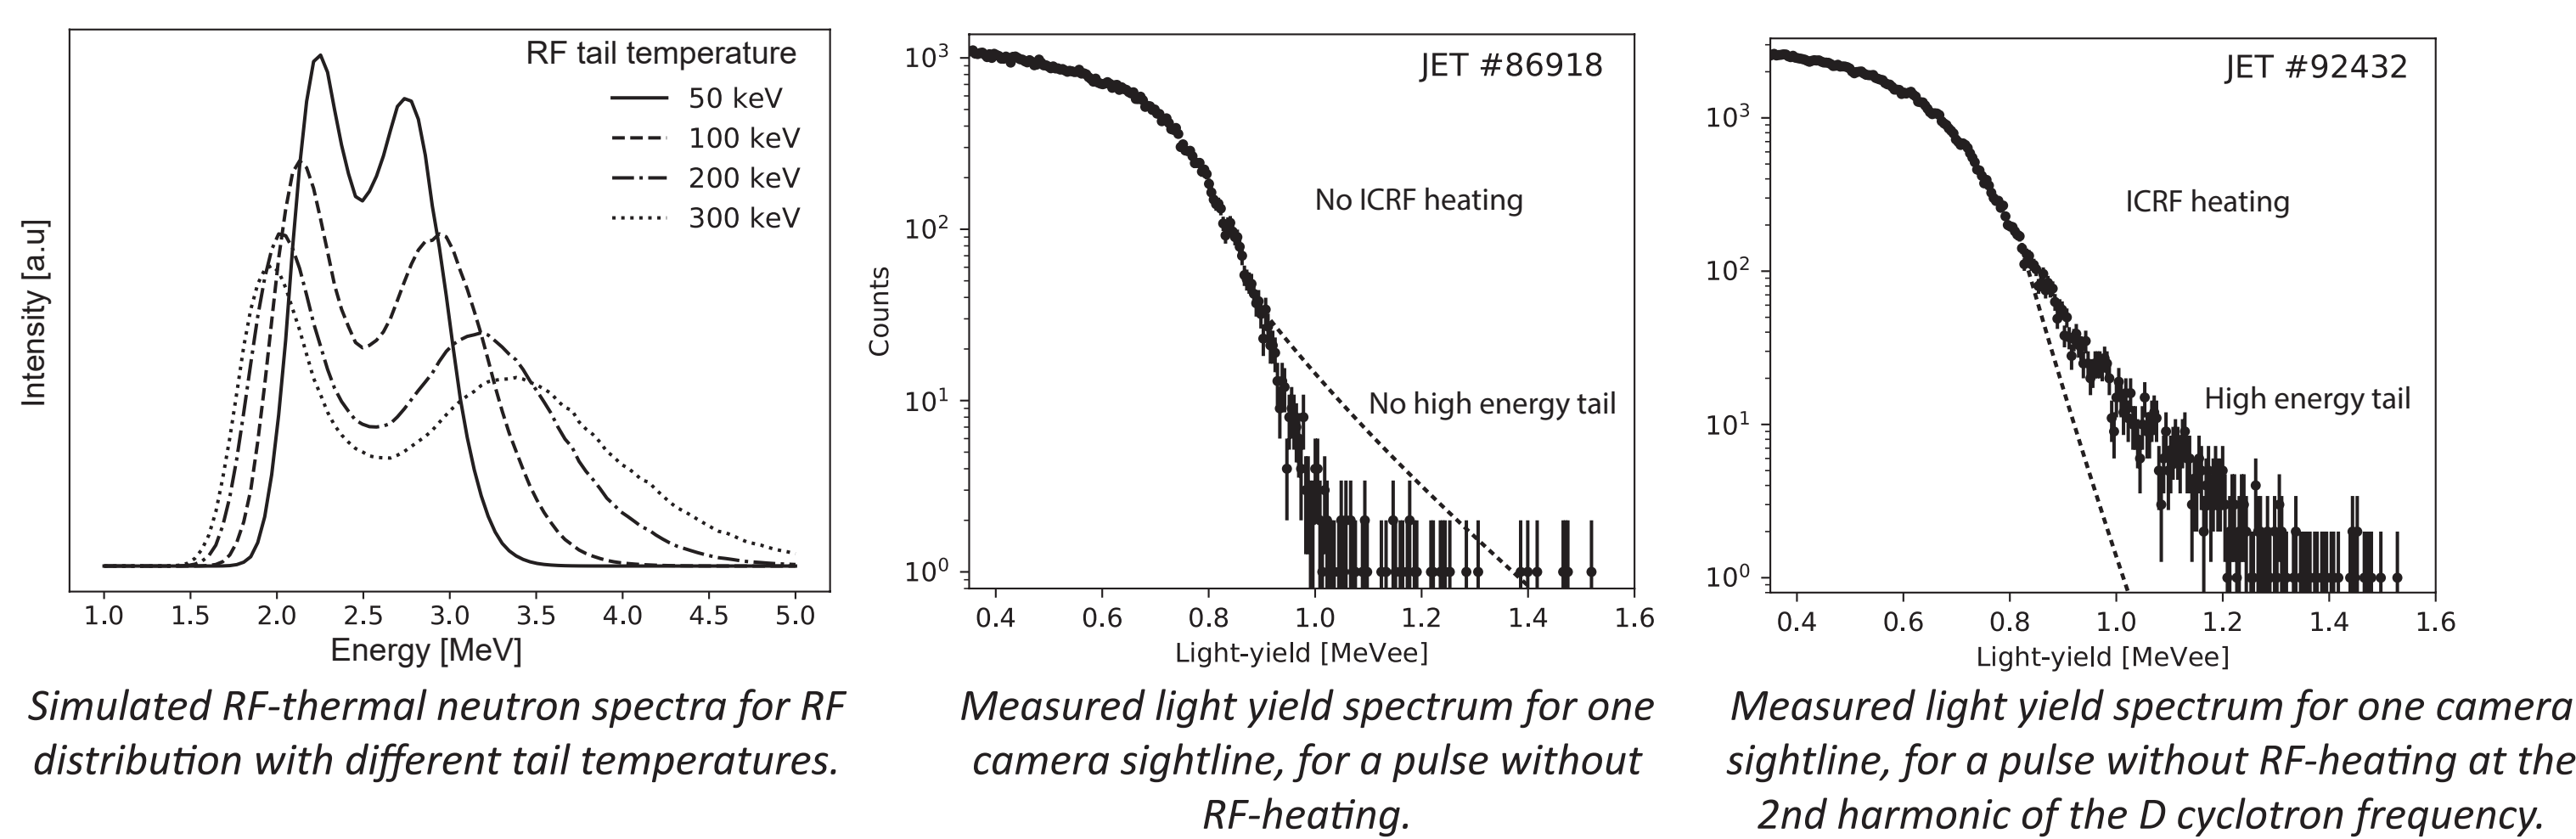 RF tail temperature
50 keV
100 keV
200 keV
300 keV
Intensity [a.u]
1.0 1.5 2.0 2.5 3.0 3.5 4.0 4.5 5.0
Energy [MeV]
Simulated RF-thermal neutron spectra for RF
distribution with different tail temperatures.
JET #86918
No ICRF heating
No high energy tail
Counts
10³
10²
10¹
10⁰
0.4 0.6 0.8 1.0 1.2 1.4 1.6
Light-yield [MeVee]
Measured light yield spectrum for one
camera sightline, for a pulse without
RF-heating.
JET #92432
ICRF heating
High energy tail
10³
10²
10¹
10⁰
0.4 0.6 0.8 1.0 1.2 1.4 1.6
Light-yield [MeVee]
Measured light yield spectrum for one camera
sightline, for a pulse without RF-heating at the
2nd harmonic of the D cyclotron frequency.